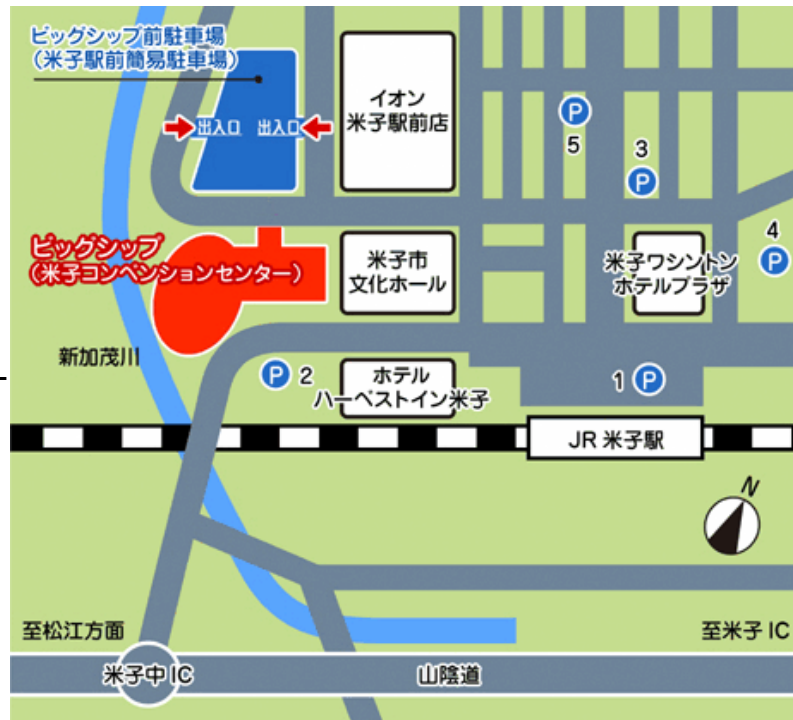 ビッグシップ前駐車場
(米子駅前簡易駐車場)
出入口 出入口
イオン
米子駅前店
P
5
3
P
4
P
ビッグシップ
(米子コンベンションセンター)
米子市
文化ホール
米子ワシントン
ホテルプラザ
新加茂川
P 2
ホテル
ハーベストイン米子
1 P
JR 米子駅
N
至松江方面
至米子 IC
米子中IC
山陰道